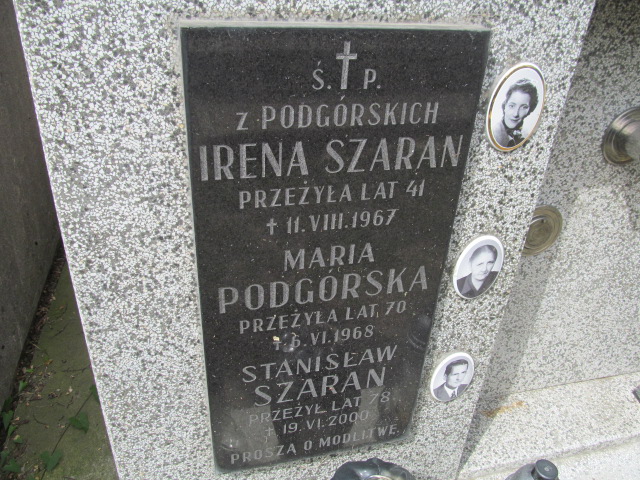 Ś. † P.
z PODGÓRSKICH
IRENA SZARAN
PRZEŻYŁA LAT 41
† 11.VIII.1967
MARIA
PODGÓRSKA
PRZEŻYŁA LAT 70
† 6.VI.1968
STANISŁAW
SZARAN
PRZEŻYŁ LAT 78
† 19.VI.2000
PROSZĄ O MODLITWĘ